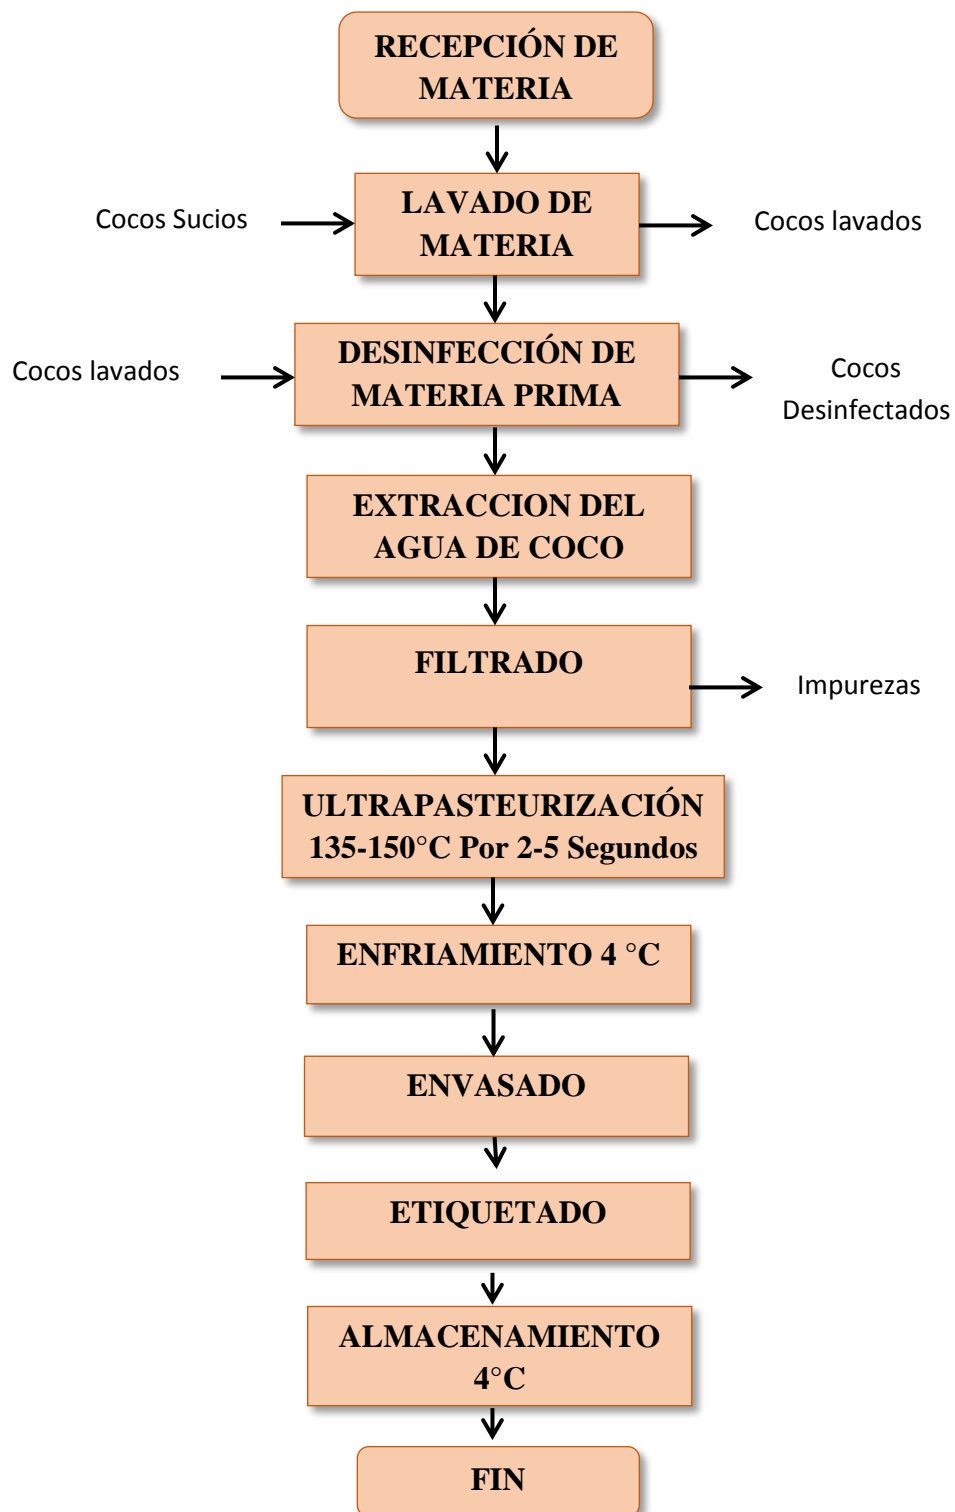 RECEPCIÓN DE
MATERIA
LAVADO DE
MATERIA
Cocos Sucios
Cocos lavados
DESINFECCIÓN DE
MATERIA PRIMA
Cocos lavados
Cocos
Desinfectados
EXTRACCION DEL
AGUA DE COCO
FILTRADO
Impurezas
ULTRAPASTEURIZACIÓN
135-150°C Por 2-5 Segundos
ENFRIAMIENTO 4 °C
ENVASADO
ETIQUETADO
ALMACENAMIENTO
4°C
FIN